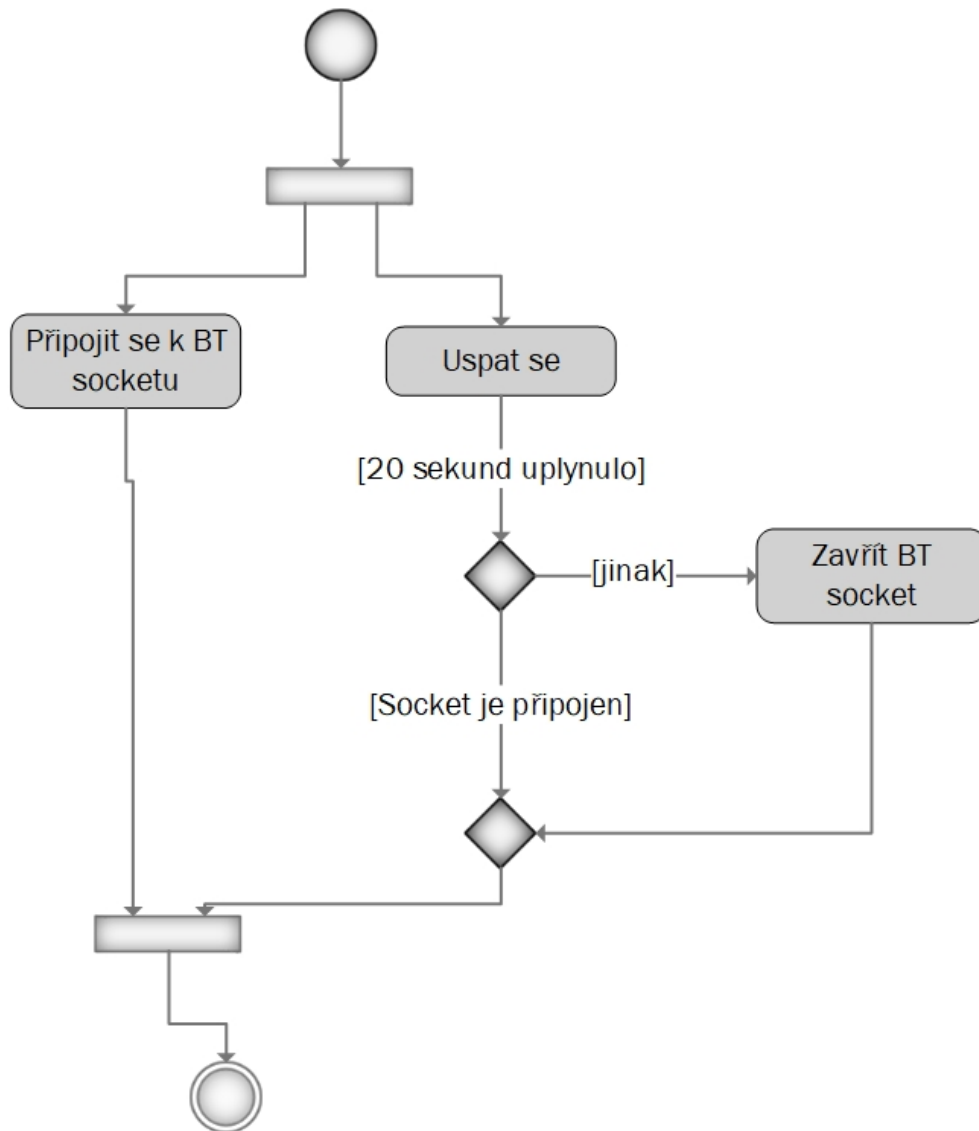 Připojit se k BT
socketu
Uspat se
[20 sekund uplynulo]
[jinak]
Zavřít BT
socket
[Socket je připojen]